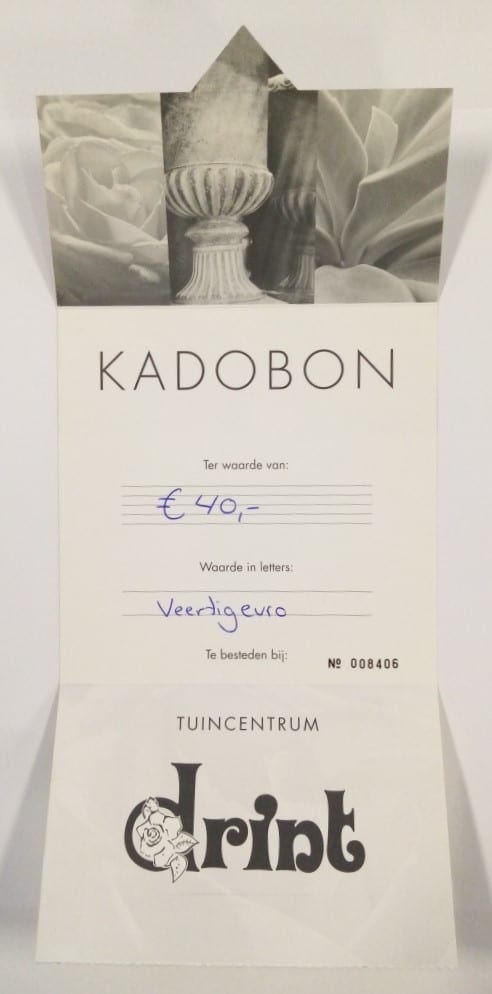 KADOBON
Ter waarde van:
€ 40,-
Waarde in letters:
Veertigeuro
Te besteden bij:
Nº 008406
TUINCENTRUM
drint